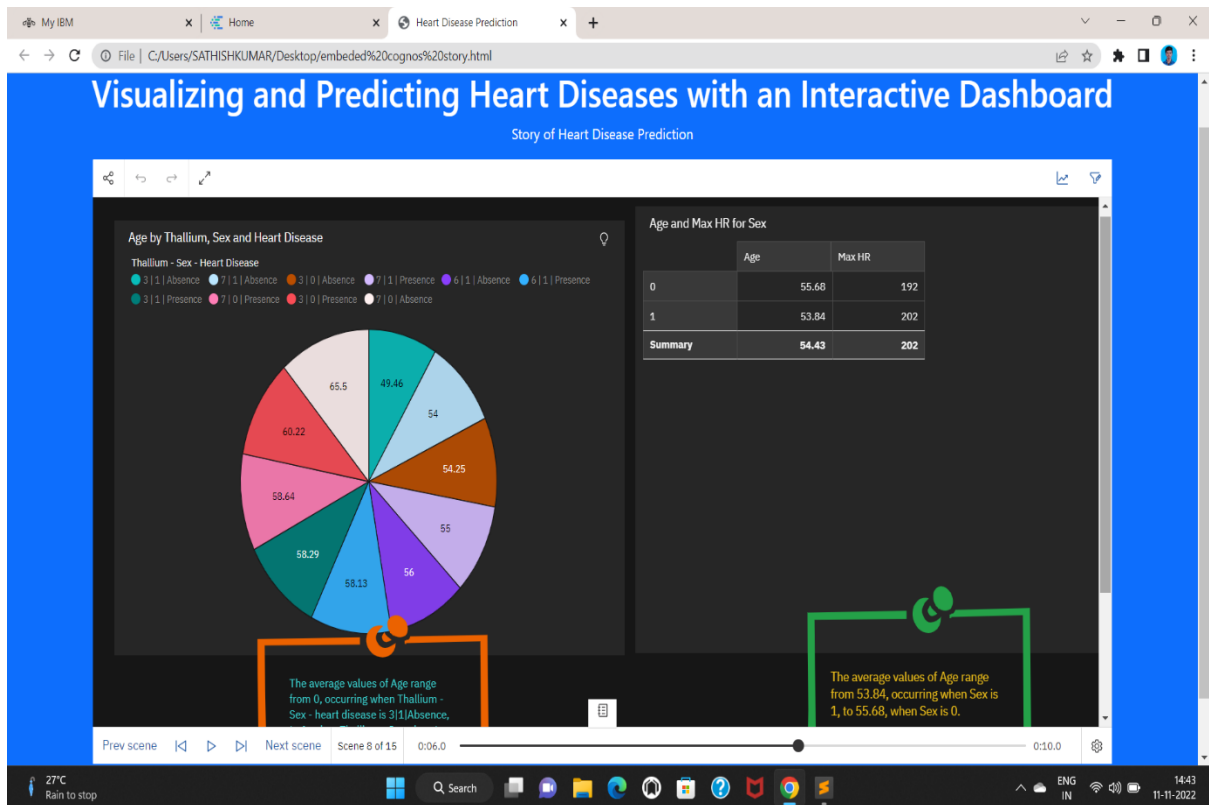 My IBM
Home
Heart Disease Prediction
File | C:/Users/SATHISHKUMAR/Desktop/embeded%20cognos%20story.html
Visualizing and Predicting Heart Diseases with an Interactive Dashboard
Story of Heart Disease Prediction
Age by Thallium, Sex and Heart Disease
Thallium - Sex - Heart Disease
3|1|Absence 7|1|Absence 3|0|Absence 7|1|Presence 6|1|Absence 6|1|Presence
3|1|Presence 7|0|Presence 3|0|Presence 7|0|Absence
65.5
49.46
54
60.22
54.25
58.64
55
58.29
56
58.13
Age and Max HR for Sex
Age Max HR
0 55.68 192
1 53.84 202
Summary 54.43 202
The average values of Age range
from 0, occurring when Thallium -
Sex - heart disease is 3|1|Absence,
The average values of Age range
from 53.84, occurring when Sex is
1, to 55.68, when Sex is 0.
Prev scene Next scene Scene 8 of 15 0:06.0 0:10.0
27°C
Rain to stop
Search
ENG
IN
14:43
11-11-2022